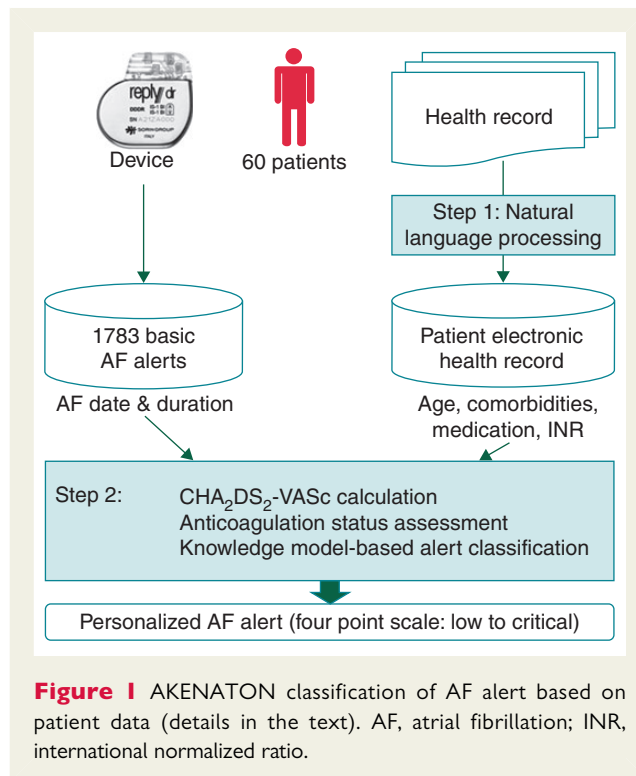 reply dr
DDDR
SORIN GROUP
ITALY
Device
60 patients
Health record
Step 1: Natural
language processing
1783 basic
AF alerts
Patient electronic
health record
AF date & duration
Age, comorbidities,
medication, INR
Step 2:
CHA₂DS₂-VASc calculation
Anticoagulation status assessment
Knowledge model-based alert classification
Personalized AF alert (four point scale: low to critical)
Figure 1 AKENATON classification of AF alert based on
patient data (details in the text). AF, atrial fibrillation; INR,
international normalized ratio.